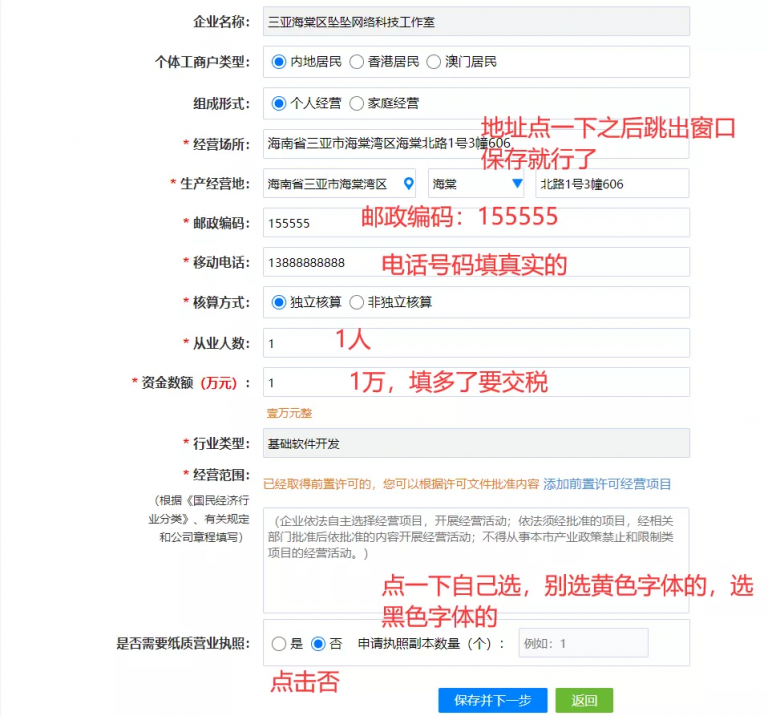 企业名称： 三亚海棠区坠坠网络科技工作室
个体工商户类型： 内地居民 香港居民 澳门居民
组成形式： 个人经营 家庭经营
地址点一下之后跳出窗口
* 经营场所： 海南省三亚市海棠湾区海棠北路1号3幢606
保存就行了
* 生产经营地： 海南省三亚市海棠湾区 海棠 北路1号3幢606
* 邮政编码： 155555 邮政编码：155555
* 移动电话： 13888888888 电话号码填真实的
* 核算方式： 独立核算 非独立核算
* 从业人数： 1 1人
* 资金数额（万元）： 1 1万，填多了要交税
壹万元整
* 行业类型： 基础软件开发
* 经营范围： 已经取得前置许可的，您可以根据许可文件批准内容 添加前置许可经营项目
（根据《国民经济行
业分类》、有关规定
和公司章程填写）
（企业依法自主选择经营项目，开展经营活动；依法须经批准的项目，经相关
部门批准后依批准的内容开展经营活动；不得从事本市产业政策禁止和限制类
项目的经营活动。）
点一下自己选，别选黄色字体的，选
黑色字体的
是否需要纸质营业执照： 是 否 申请执照副本数量（个）： 例如：1
点击否
保存并下一步 返回